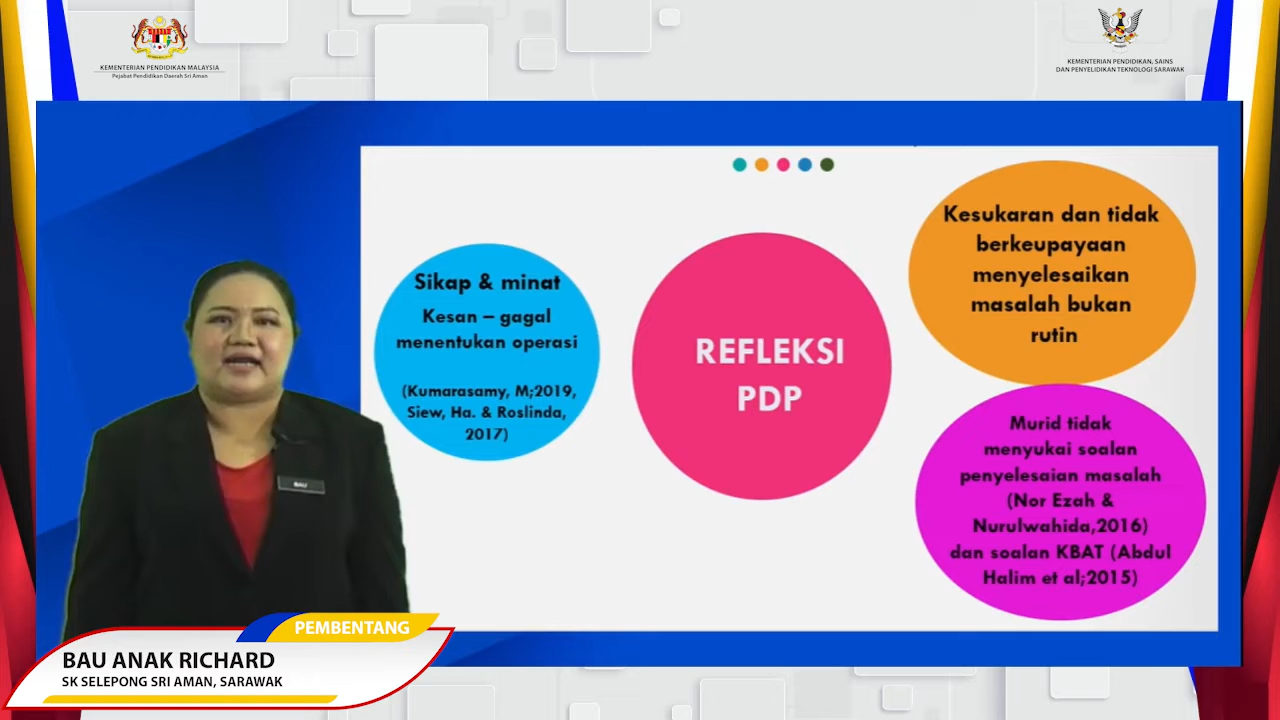 KEMENTERIAN PENDIDIKAN MALAYSIA
Pejabat Pendidikan Daerah Sri Aman
KEMENTERIAN PENDIDIKAN, SAINS
DAN PENYELIDIKAN TEKNOLOGI SARAWAK
Sikap & minat
Kesan – gagal
menentukan operasi
(Kumarasamy, M;2019,
Siew, Ha. & Roslinda,
2017)
REFLEKSI
PDP
Kesukaran dan tidak
berkeupayaan
menyelesaikan
masalah bukan
rutin
Murid tidak
menyukai soalan
penyelesaian masalah
(Nor Ezah &
Nurulwahida,2016)
dan soalan KBAT (Abdul
Halim et al;2015)
BAU
PEMBENTANG
BAU ANAK RICHARD
SK SELEPONG SRI AMAN, SARAWAK